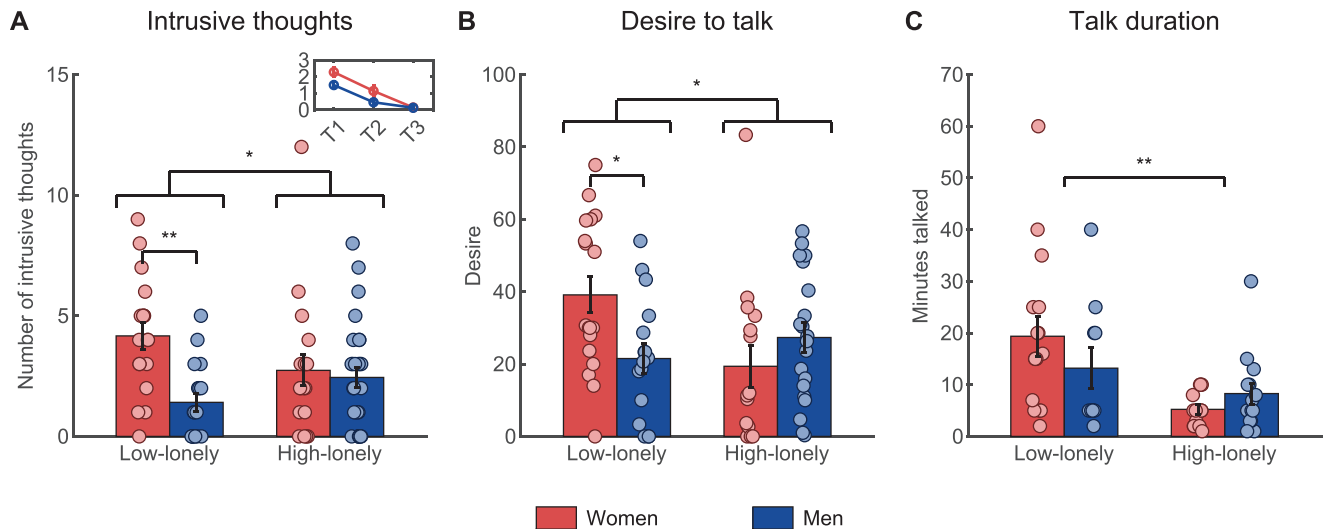 A Intrusive thoughts
Number of intrusive thoughts
15
10
5
0
3
2
1
0
T1 T2 T3
*
**
Low-lonely High-lonely
B Desire to talk
Desire
100
80
60
40
20
0
*
*
Low-lonely High-lonely
C Talk duration
Minutes talked
70
60
50
40
30
20
10
0
**
Low-lonely High-lonely
Women Men